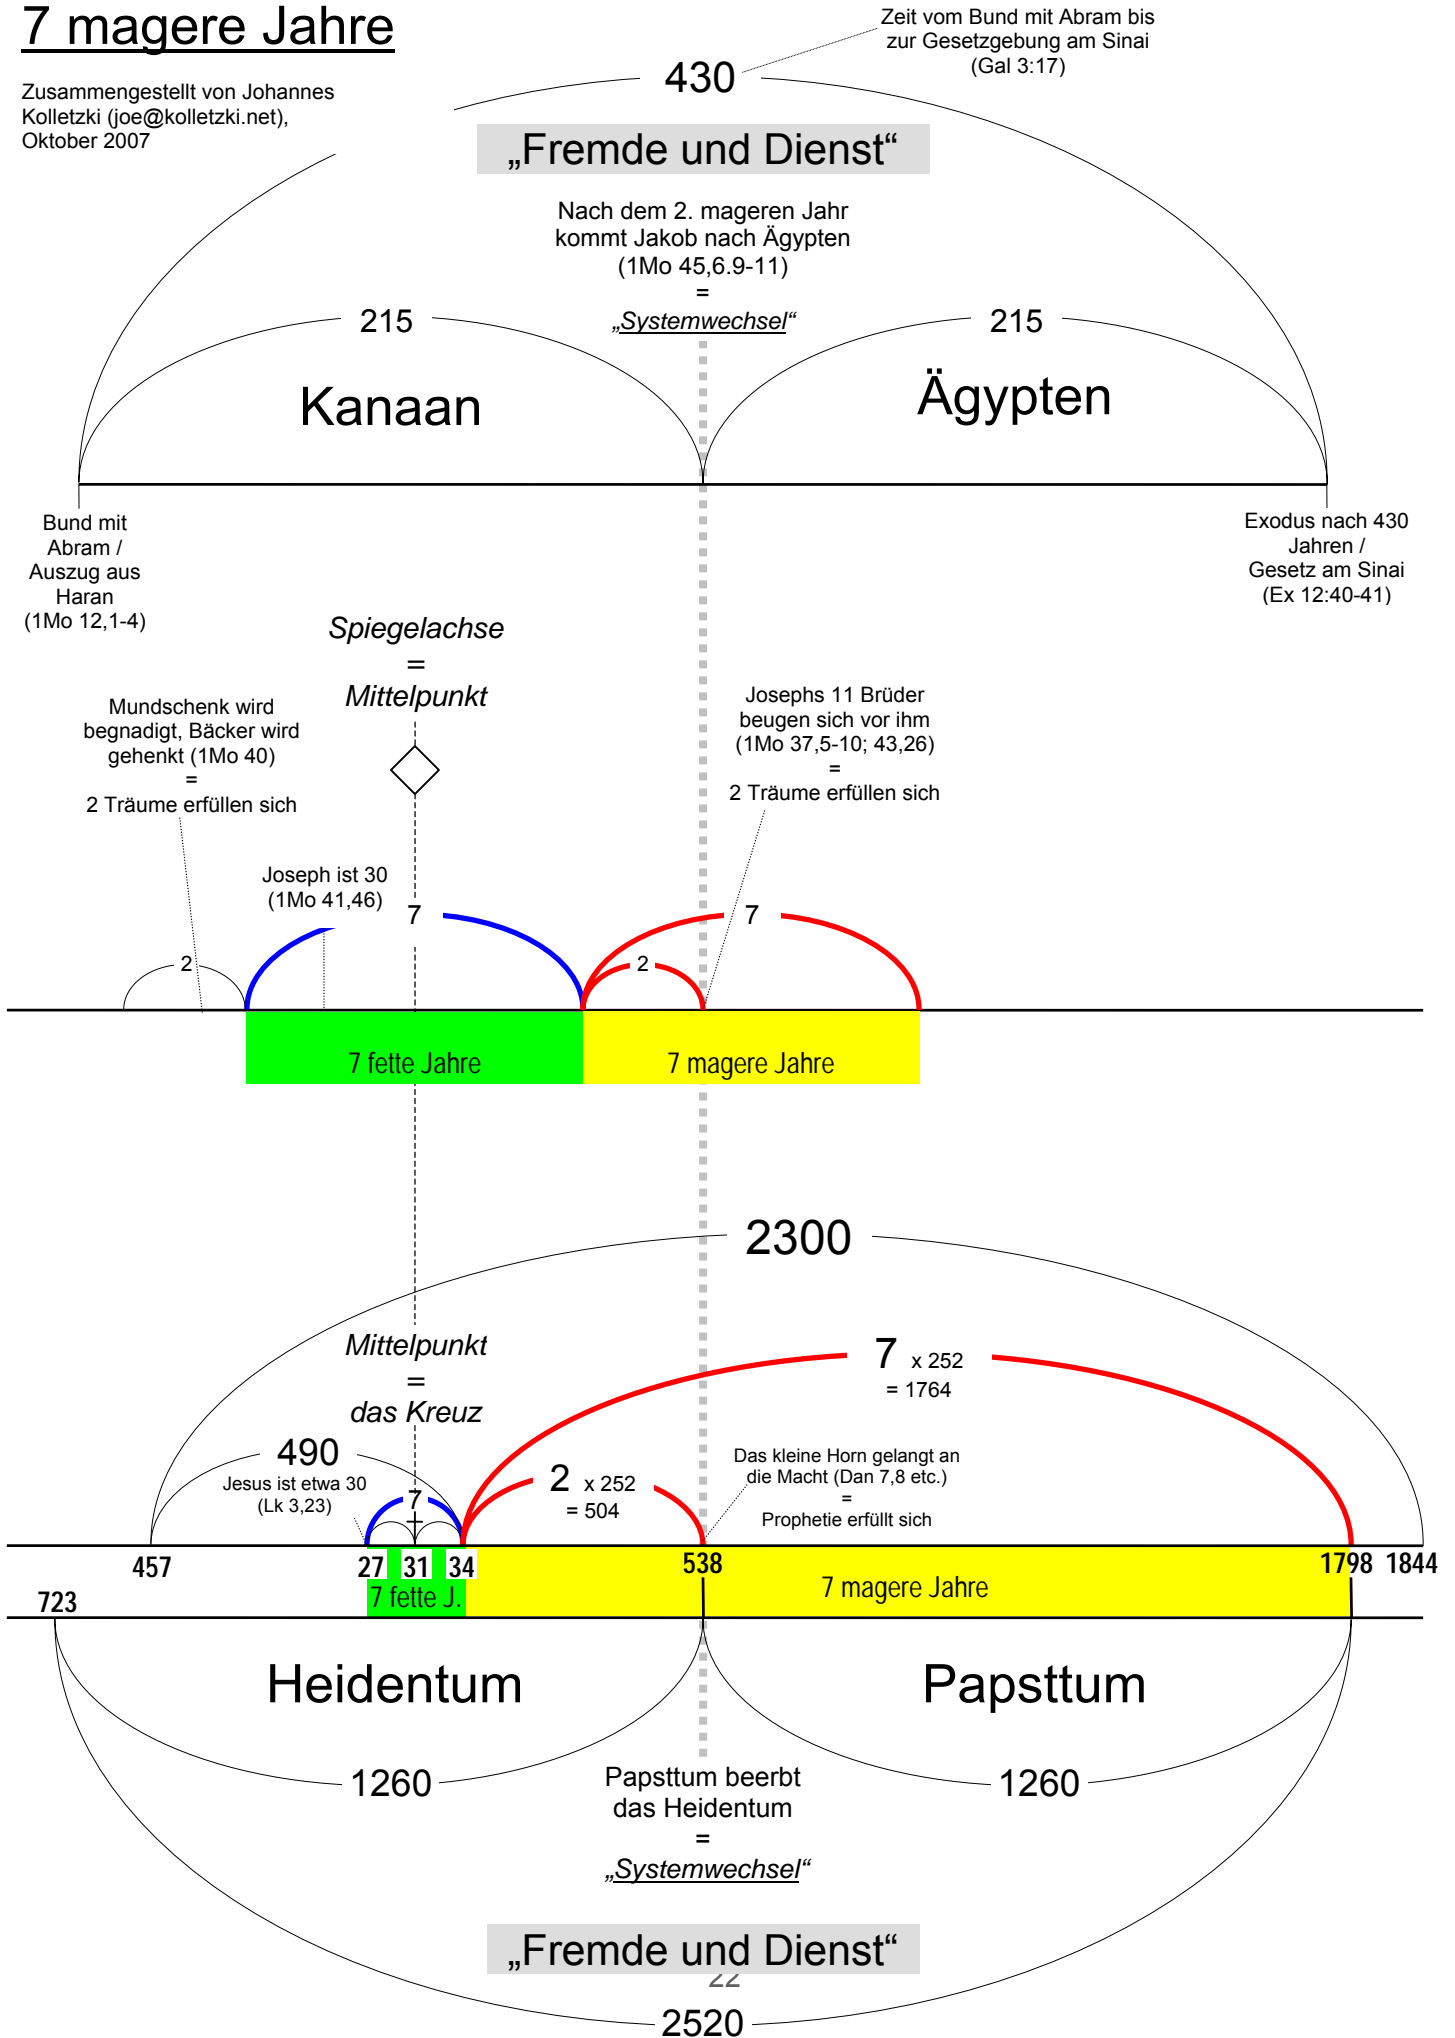 7 magere Jahre
Zusammengestellt von Johannes
Kolletzki (joe@kolletzki.net),
Oktober 2007
Zeit vom Bund mit Abram bis
zur Gesetzgebung am Sinai
(Gal 3:17)
430
„Fremde und Dienst“
Nach dem 2. mageren Jahr
kommt Jakob nach Ägypten
(1Mo 45,6.9-11)
=
„Systemwechsel“
215
215
Kanaan
Ägypten
Bund mit
Abram /
Auszug aus
Haran
(1Mo 12,1-4)
Exodus nach 430
Jahren /
Gesetz am Sinai
(Ex 12:40-41)
Spiegelachse
=
Mittelpunkt
Mundschenk wird
begnadigt, Bäcker wird
gehenkt (1Mo 40)
=
2 Träume erfüllen sich
Josephs 11 Brüder
beugen sich vor ihm
(1Mo 37,5-10; 43,26)
=
2 Träume erfüllen sich
Joseph ist 30
(1Mo 41,46)
7
7
2
2
7 fette Jahre
7 magere Jahre
2300
Mittelpunkt
=
das Kreuz
7 x 252
= 1764
490
Jesus ist etwa 30
(Lk 3,23)
7
2 x 252
= 504
Das kleine Horn gelangt an
die Macht (Dan 7,8 etc.)
=
Prophetie erfüllt sich
457
27
31
34
538
1798
1844
7 fette J.
7 magere Jahre
723
Heidentum
Papsttum
1260
1260
Papsttum beerbt
das Heidentum
=
„Systemwechsel“
„Fremde und Dienst“
22
2520